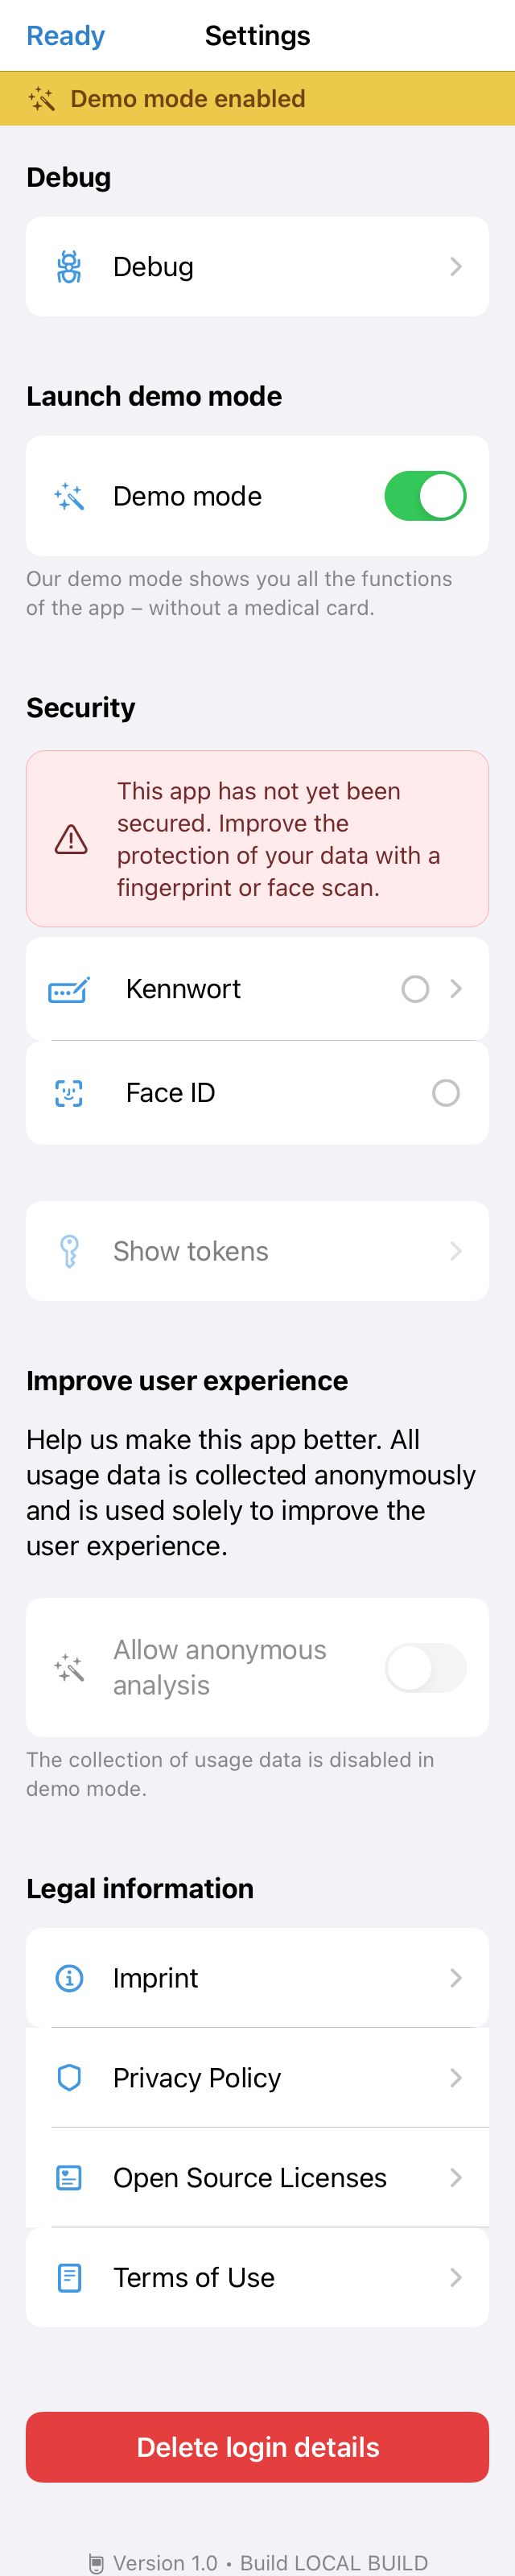 Ready
Settings
Demo mode enabled
Debug
Debug
Launch demo mode
Demo mode
Our demo mode shows you all the functions
of the app – without a medical card.
Security
This app has not yet been
secured. Improve the
protection of your data with a
fingerprint or face scan.
Kennwort
Face ID
Show tokens
Improve user experience
Help us make this app better. All
usage data is collected anonymously
and is used solely to improve the
user experience.
Allow anonymous
analysis
The collection of usage data is disabled in
demo mode.
Legal information
Imprint
Privacy Policy
Open Source Licenses
Terms of Use
Delete login details
Version 1.0 • Build LOCAL BUILD